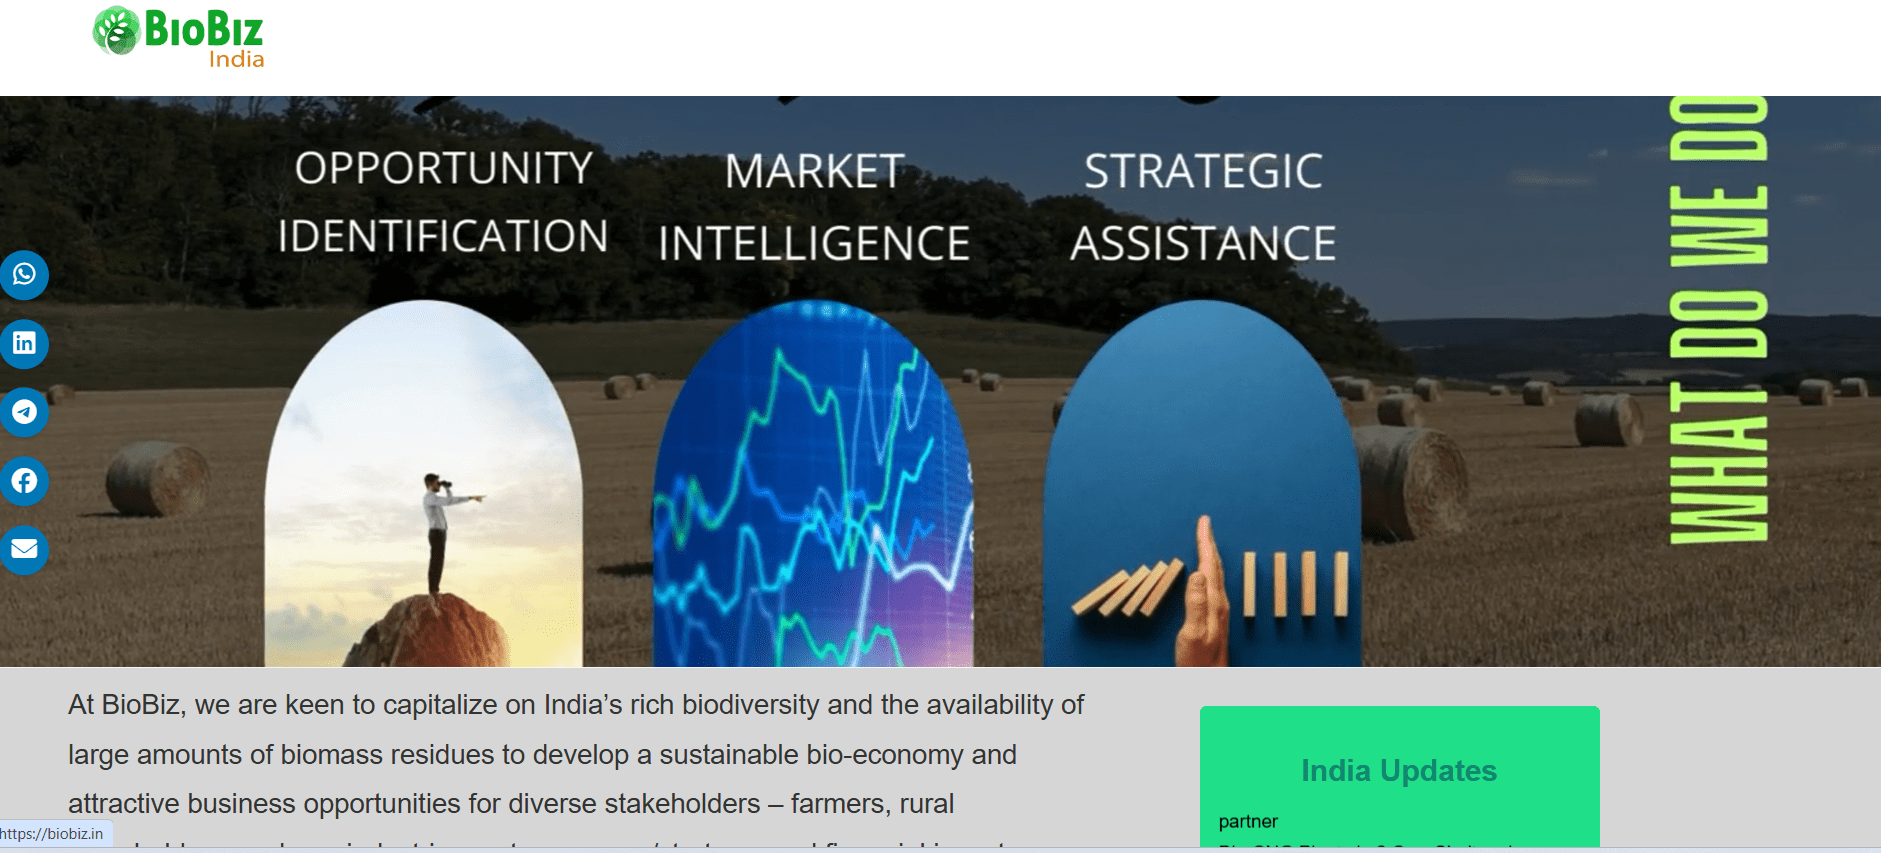 BIOBIZ
India
OPPORTUNITY
IDENTIFICATION
MARKET
INTELLIGENCE
STRATEGIC
ASSISTANCE
WHAT DO WE DO
At BioBiz, we are keen to capitalize on India’s rich biodiversity and the availability of
large amounts of biomass residues to develop a sustainable bio-economy and
attractive business opportunities for diverse stakeholders – farmers, rural
India Updates
partner
https://biobiz.in